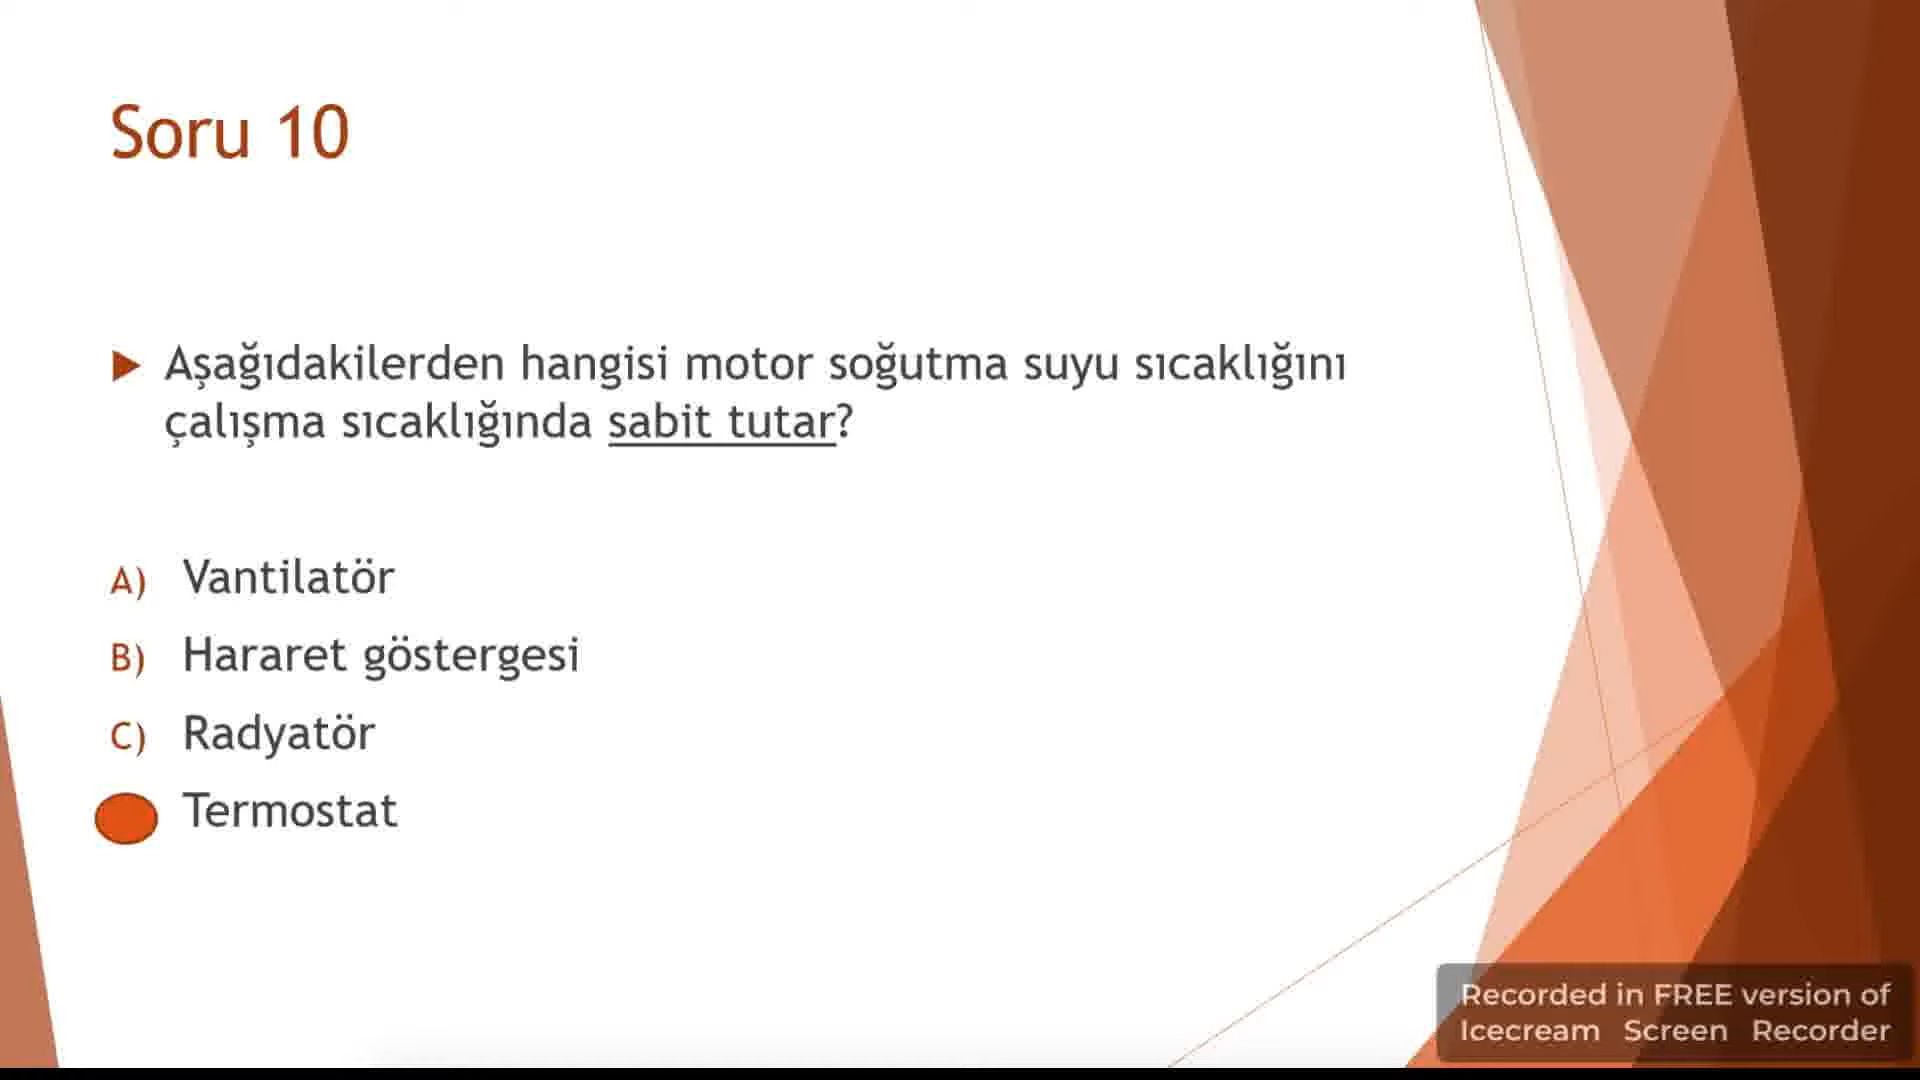 Soru 10
Aşağıdakilerden hangisi motor soğutma suyu sıcaklığını
çalışma sıcaklığında sabit tutar?
A) Vantilatör
B) Hararet göstergesi
C) Radyatör
Termostat
Recorded in FREE version of
Icecream Screen Recorder